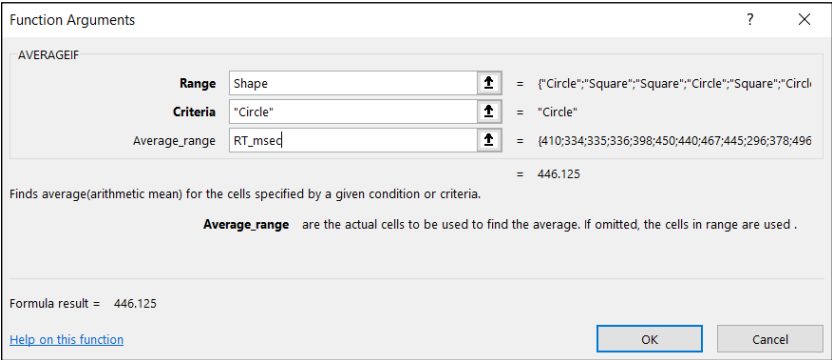 Function Arguments ? ×
AVERAGEIF
Range Shape = {"Circle";"Square";"Square";"Circle";"Square";"Circl
Criteria "Circle" = "Circle"
Average_range RT_msec = {410;334;335;336;398;450;440;467;445;296;378;496
= 446.125
Finds average(arithmetic mean) for the cells specified by a given condition or criteria.
Average_range are the actual cells to be used to find the average. If omitted, the cells in range are used .
Formula result = 446.125
Help on this function OK Cancel